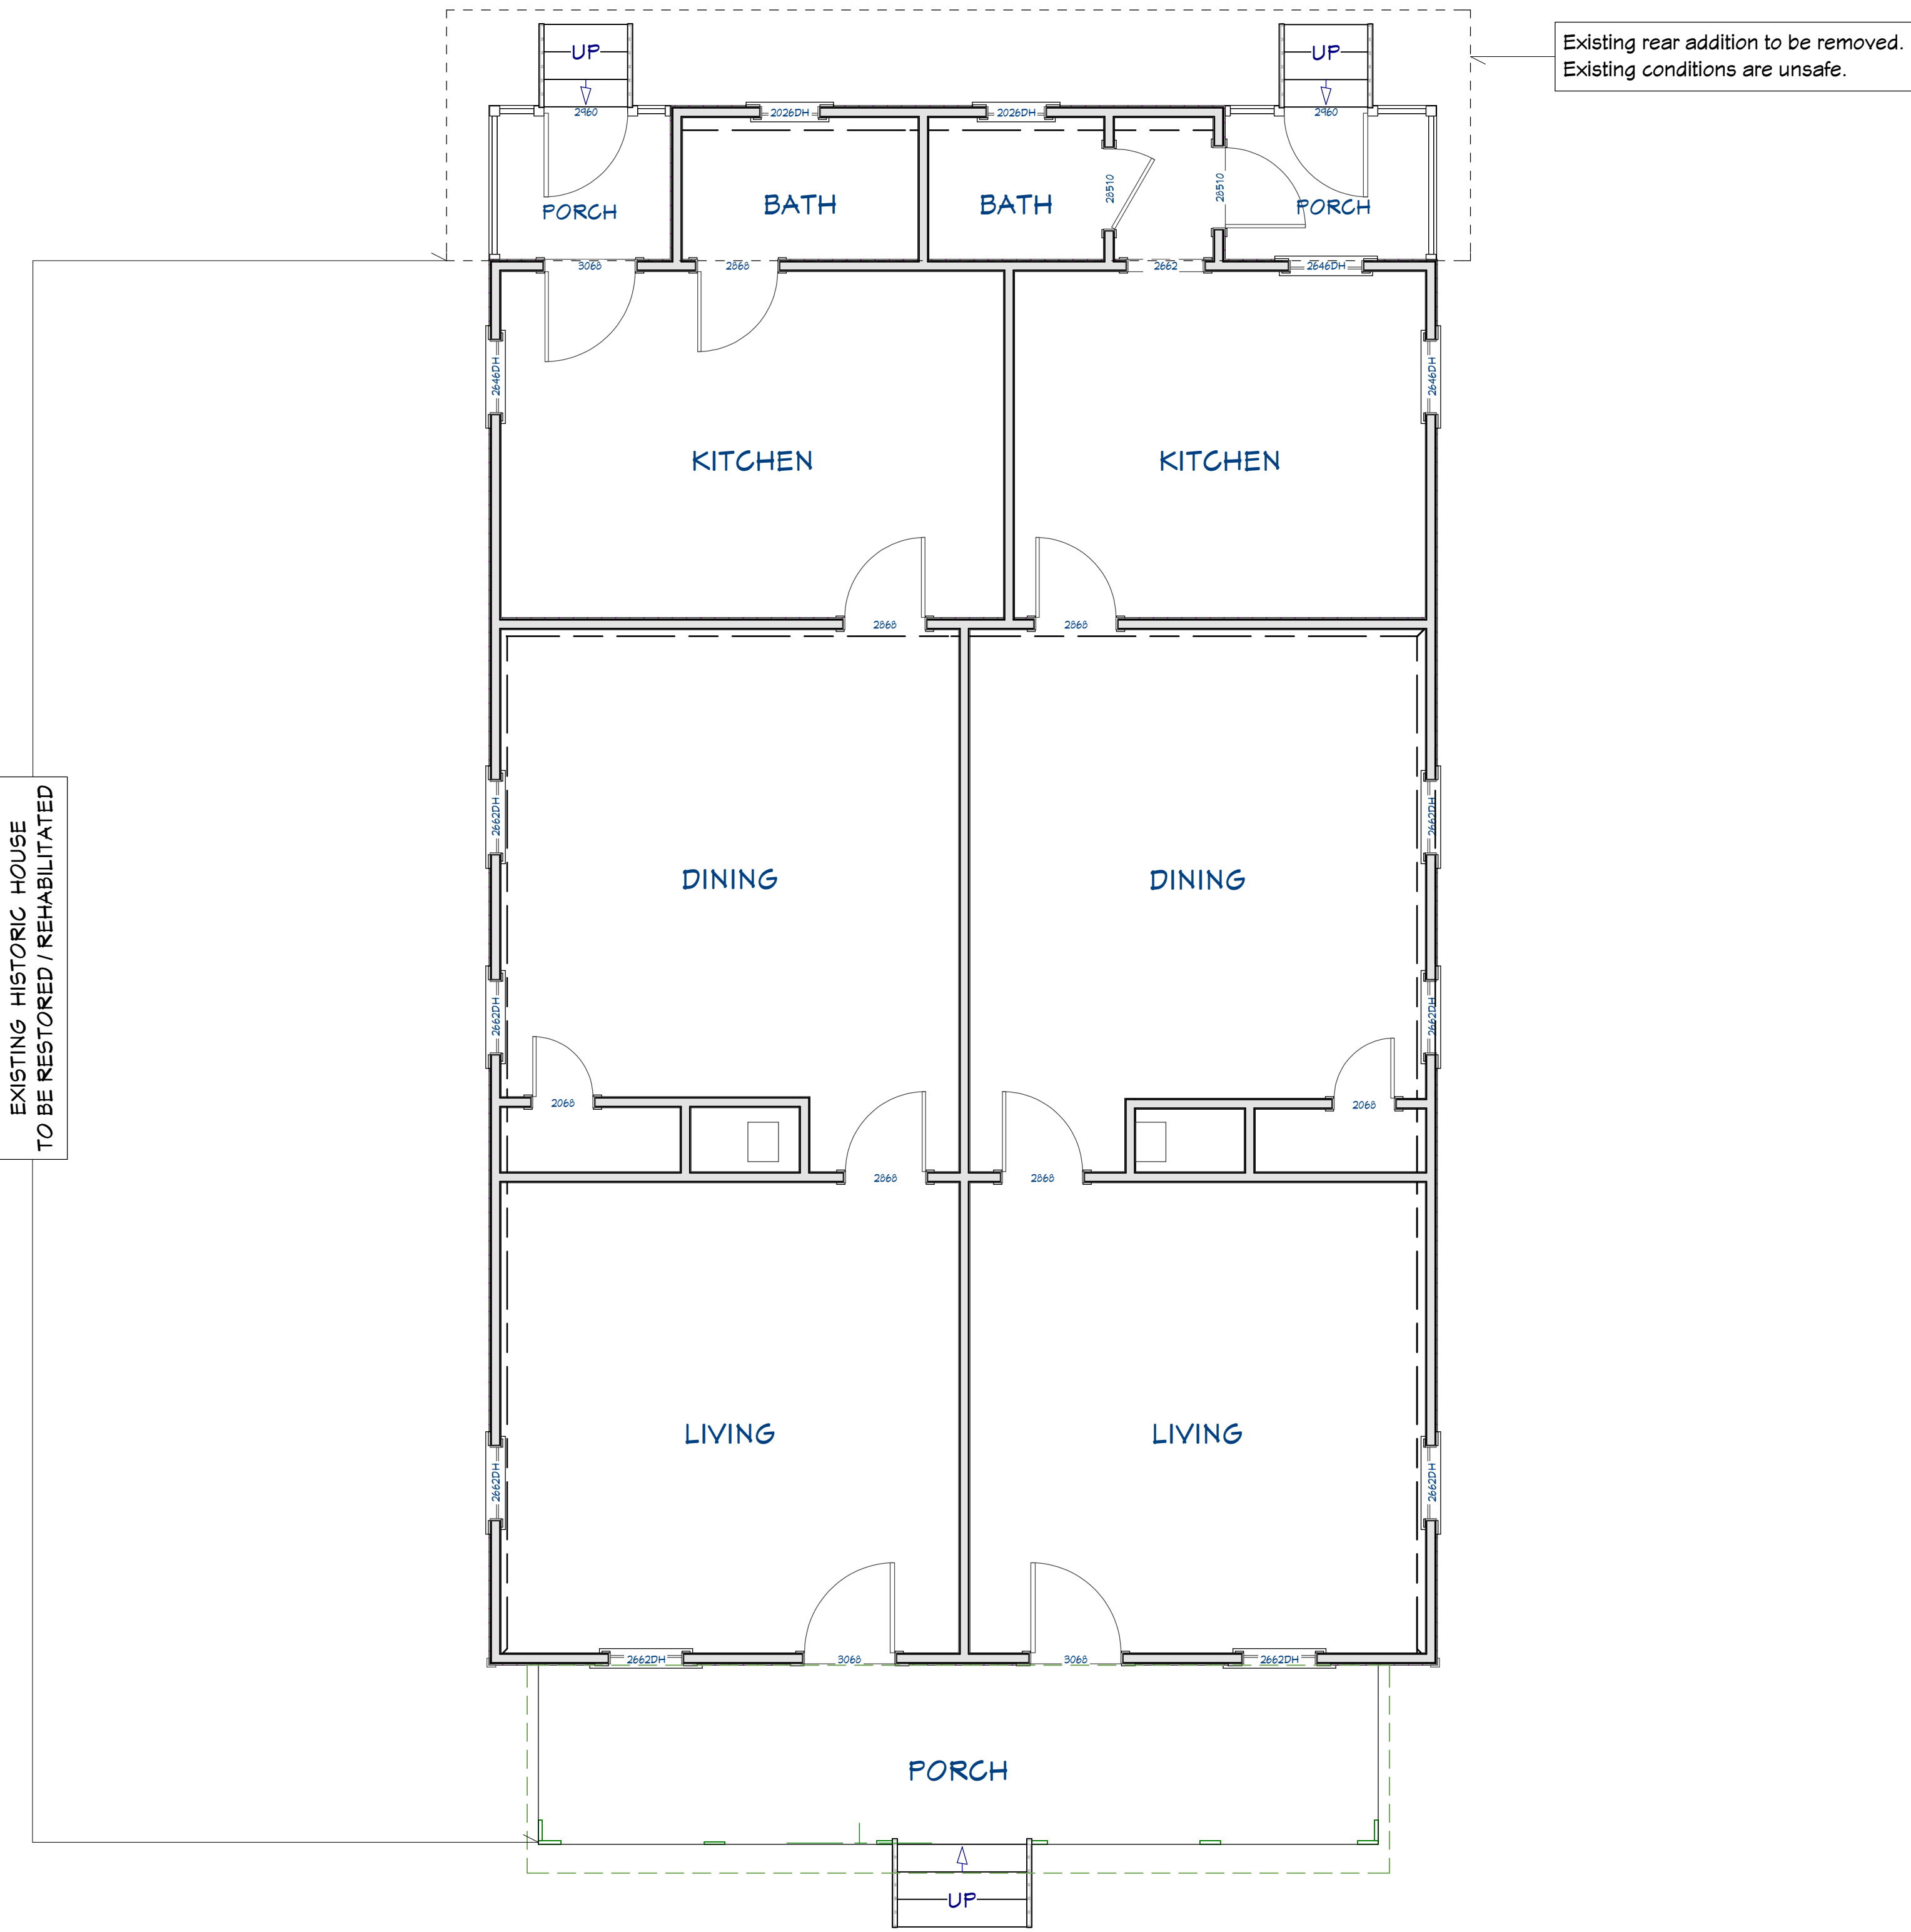 UP
UP
Existing rear addition to be removed.
Existing conditions are unsafe.
2960
2026DH
2026DH
2960
28510
28510
PORCH
BATH
BATH
PORCH
3068
2868
2662
2646DH
2646DH
2646DH
KITCHEN
KITCHEN
2868
2868
2662DH
2662DH
DINING
DINING
2662DH
2662DH
2068
2068
EXISTING HISTORIC HOUSE
TO BE RESTORED / REHABILITATED
2868
2868
LIVING
LIVING
2662DH
2662DH
2662DH
3068
3068
2662DH
PORCH
UP